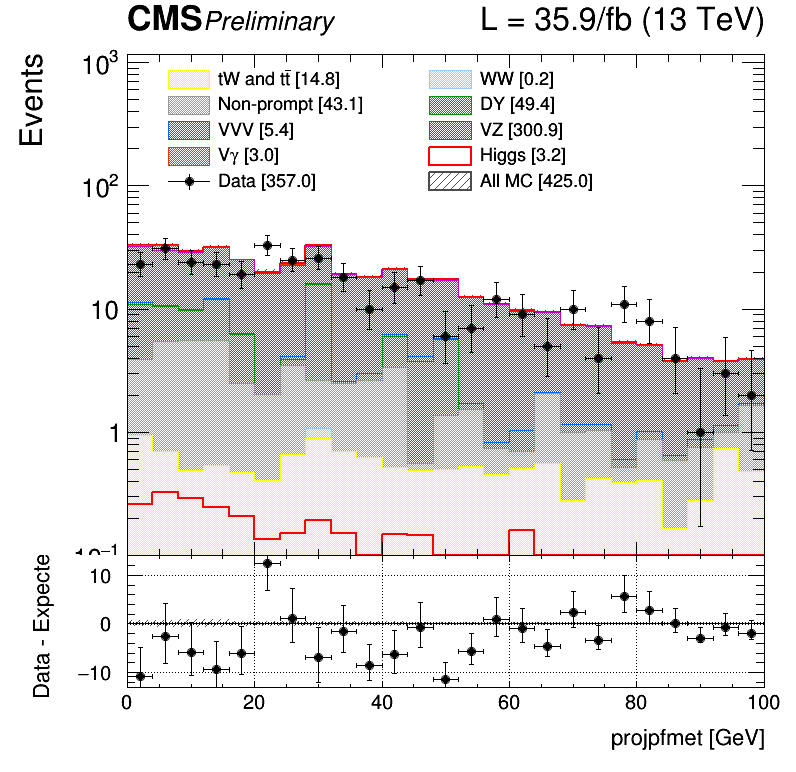 CMS Preliminary L = 35.9/fb (13 TeV)
Events
10³
10²
10
1
10⁻¹
tW and tt̄ [14.8] WW [0.2]
Non-prompt [43.1] DY [49.4]
VVV [5.4] VZ [300.9]
Vγ [3.0] Higgs [3.2]
Data [357.0] All MC [425.0]
Data - Expecte
10
0
−10
0 20 40 60 80 100
projpfmet [GeV]